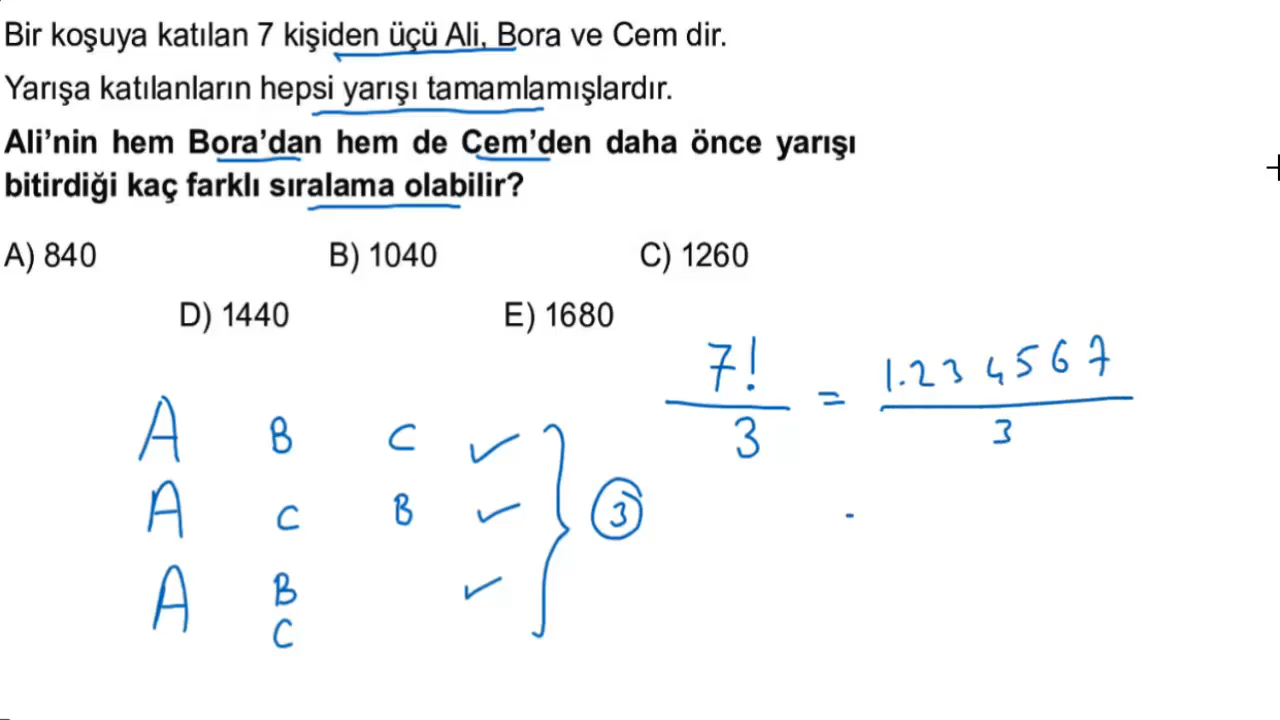 Bir koşuya katılan 7 kişiden üçü Ali, Bora ve Cem dir.
Yarışa katılanların hepsi yarışı tamamlamışlardır.
Ali'nin hem Bora'dan hem de Cem'den daha önce yarışı
bitirdiği kaç farklı sıralama olabilir?
A) 840 B) 1040 C) 1260
D) 1440 E) 1680
7! / 3 = 1.2 3 4 5 6 7 / 3
A B C ✓
A C B ✓ } 3
A B ✓
C